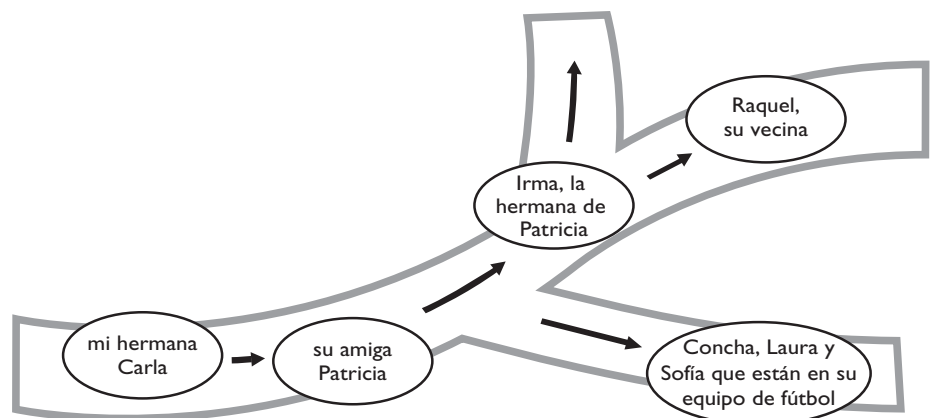 mi hermana
Carla
su amiga
Patricia
Irma, la
hermana de
Patricia
Raquel,
su vecina
Concha, Laura y
Sofía que están en su
equipo de fútbol